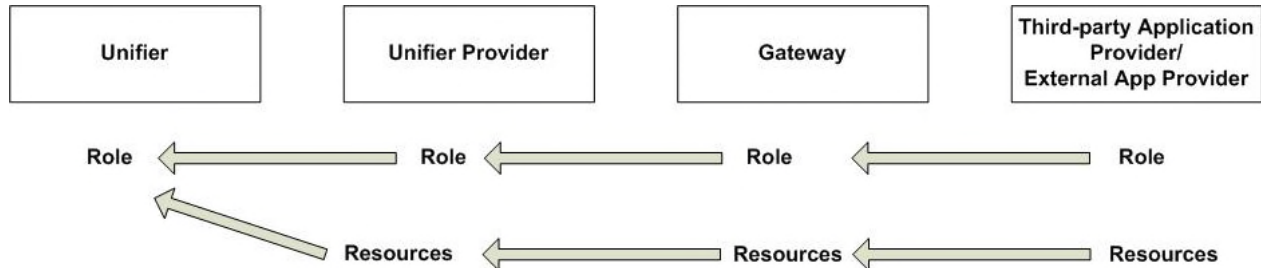 Unifier
Unifier Provider
Gateway
Third-party Application
Provider/
External App Provider
Role
Role
Role
Role
Resources
Resources
Resources